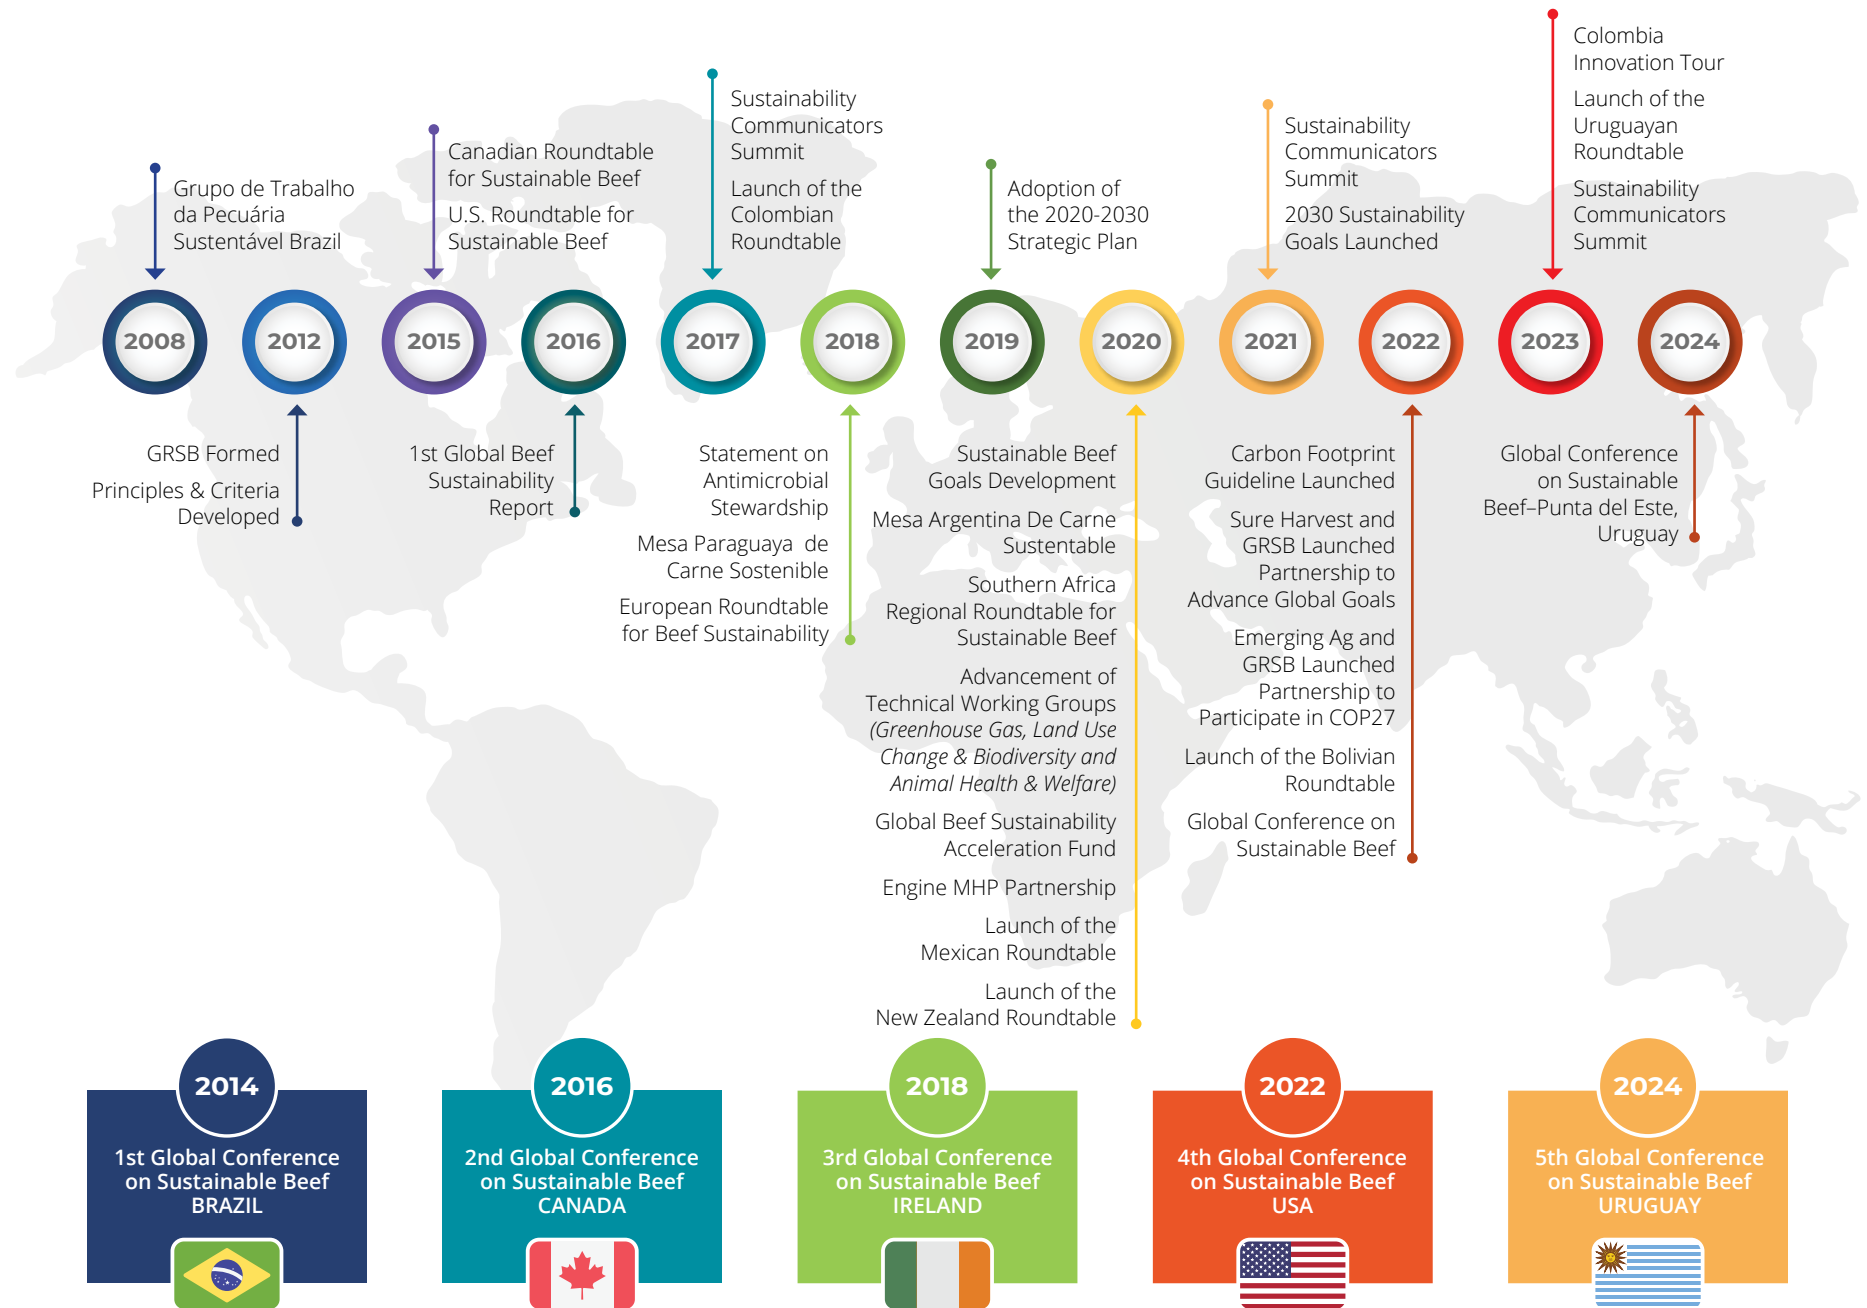 Grupo de Trabalho
da Pecuária
Sustentável Brazil
Canadian Roundtable
for Sustainable Beef
U.S. Roundtable for
Sustainable Beef
Sustainability
Communicators
Summit
Launch of the
Colombian
Roundtable
Adoption of
the 2020-2030
Strategic Plan
Sustainability
Communicators
Summit
2030 Sustainability
Goals Launched
Colombia
Innovation Tour
Launch of the
Uruguayan
Roundtable
Sustainability
Communicators
Summit
2008
2012
2015
2016
2017
2018
2019
2020
2021
2022
2023
2024
GRSB Formed
Principles & Criteria
Developed
1st Global Beef
Sustainability
Report
Statement on
Antimicrobial
Stewardship
Mesa Paraguaya de
Carne Sostenible
European Roundtable
for Beef Sustainability
Sustainable Beef
Goals Development
Mesa Argentina De Carne
Sustentable
Southern Africa
Regional Roundtable for
Sustainable Beef
Advancement of
Technical Working Groups
(Greenhouse Gas, Land Use
Change & Biodiversity and
Animal Health & Welfare)
Global Beef Sustainability
Acceleration Fund
Engine MHP Partnership
Launch of the
Mexican Roundtable
Launch of the
New Zealand Roundtable
Carbon Footprint
Guideline Launched
Sure Harvest and
GRSB Launched
Partnership to
Advance Global Goals
Emerging Ag and
GRSB Launched
Partnership to
Participate in COP27
Launch of the Bolivian
Roundtable
Global Conference on
Sustainable Beef
Global Conference
on Sustainable
Beef–Punta del Este,
Uruguay
2014
1st Global Conference
on Sustainable Beef
BRAZIL
2016
2nd Global Conference
on Sustainable Beef
CANADA
2018
3rd Global Conference
on Sustainable Beef
IRELAND
2022
4th Global Conference
on Sustainable Beef
USA
2024
5th Global Conference
on Sustainable Beef
URUGUAY